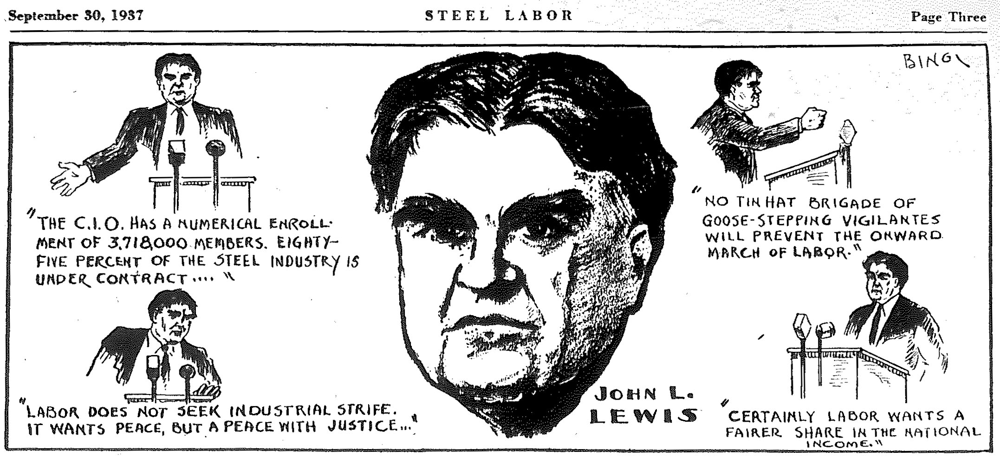 September 30, 1937 STEEL LABOR Page Three
BING
"THE C.I.O. HAS A NUMERICAL ENROLL-
MENT OF 3,718,000 MEMBERS. EIGHTY-
FIVE PERCENT OF THE STEEL INDUSTRY IS
UNDER CONTRACT...."
"LABOR DOES NOT SEEK INDUSTRIAL STRIFE.
IT WANTS PEACE, BUT A PEACE WITH JUSTICE..."
JOHN L.
LEWIS
"NO TIN HAT BRIGADE OF
GOOSE-STEPPING VIGILANTES
WILL PREVENT THE ONWARD
MARCH OF LABOR."
"CERTAINLY LABOR WANTS A
FAIRER SHARE IN THE NATIONAL
INCOME."